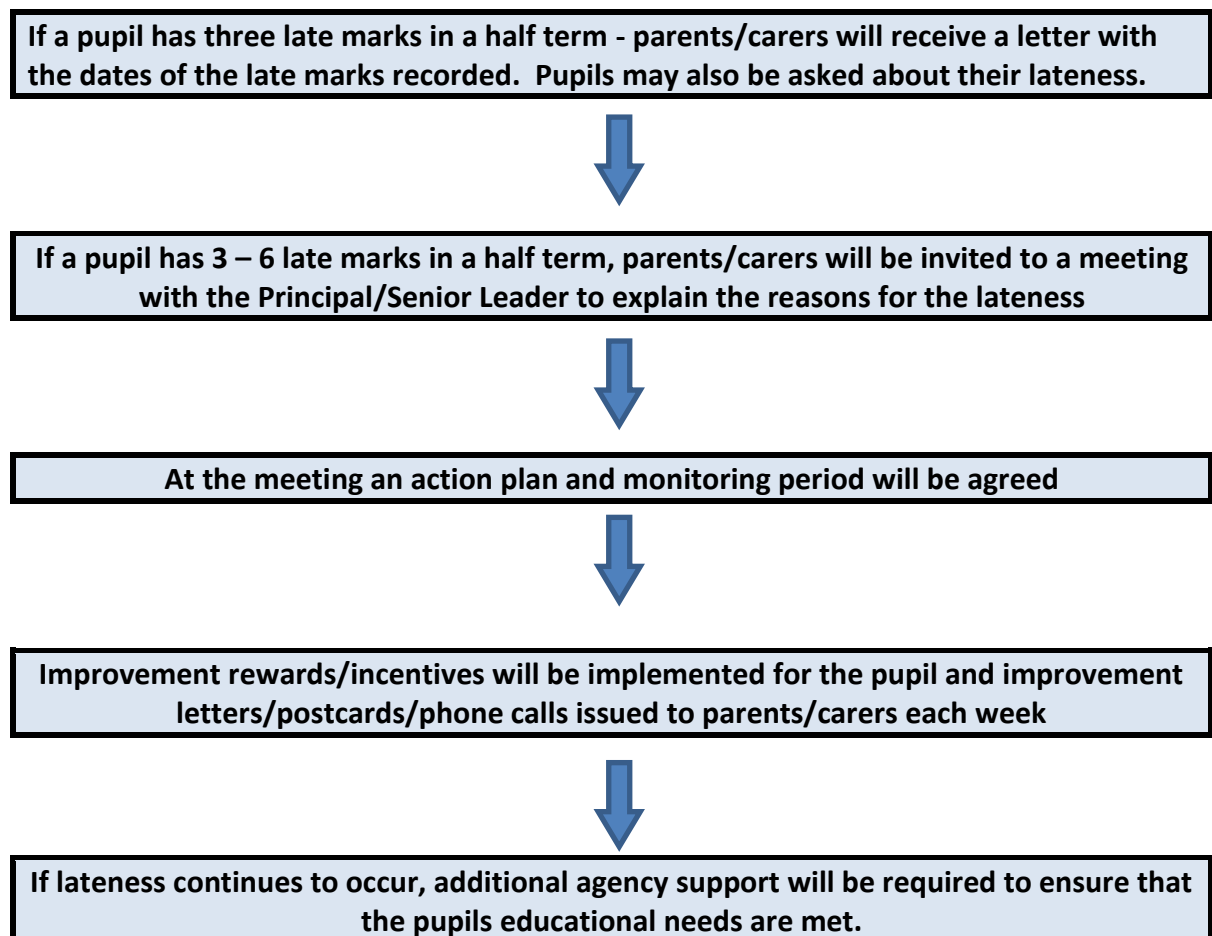 If a pupil has three late marks in a half term - parents/carers will receive a letter with
the dates of the late marks recorded.  Pupils may also be asked about their lateness.
If a pupil has 3 – 6 late marks in a half term, parents/carers will be invited to a meeting
with the Principal/Senior Leader to explain the reasons for the lateness
At the meeting an action plan and monitoring period will be agreed
Improvement rewards/incentives will be implemented for the pupil and improvement
letters/postcards/phone calls issued to parents/carers each week
If lateness continues to occur, additional agency support will be required to ensure that
the pupils educational needs are met.